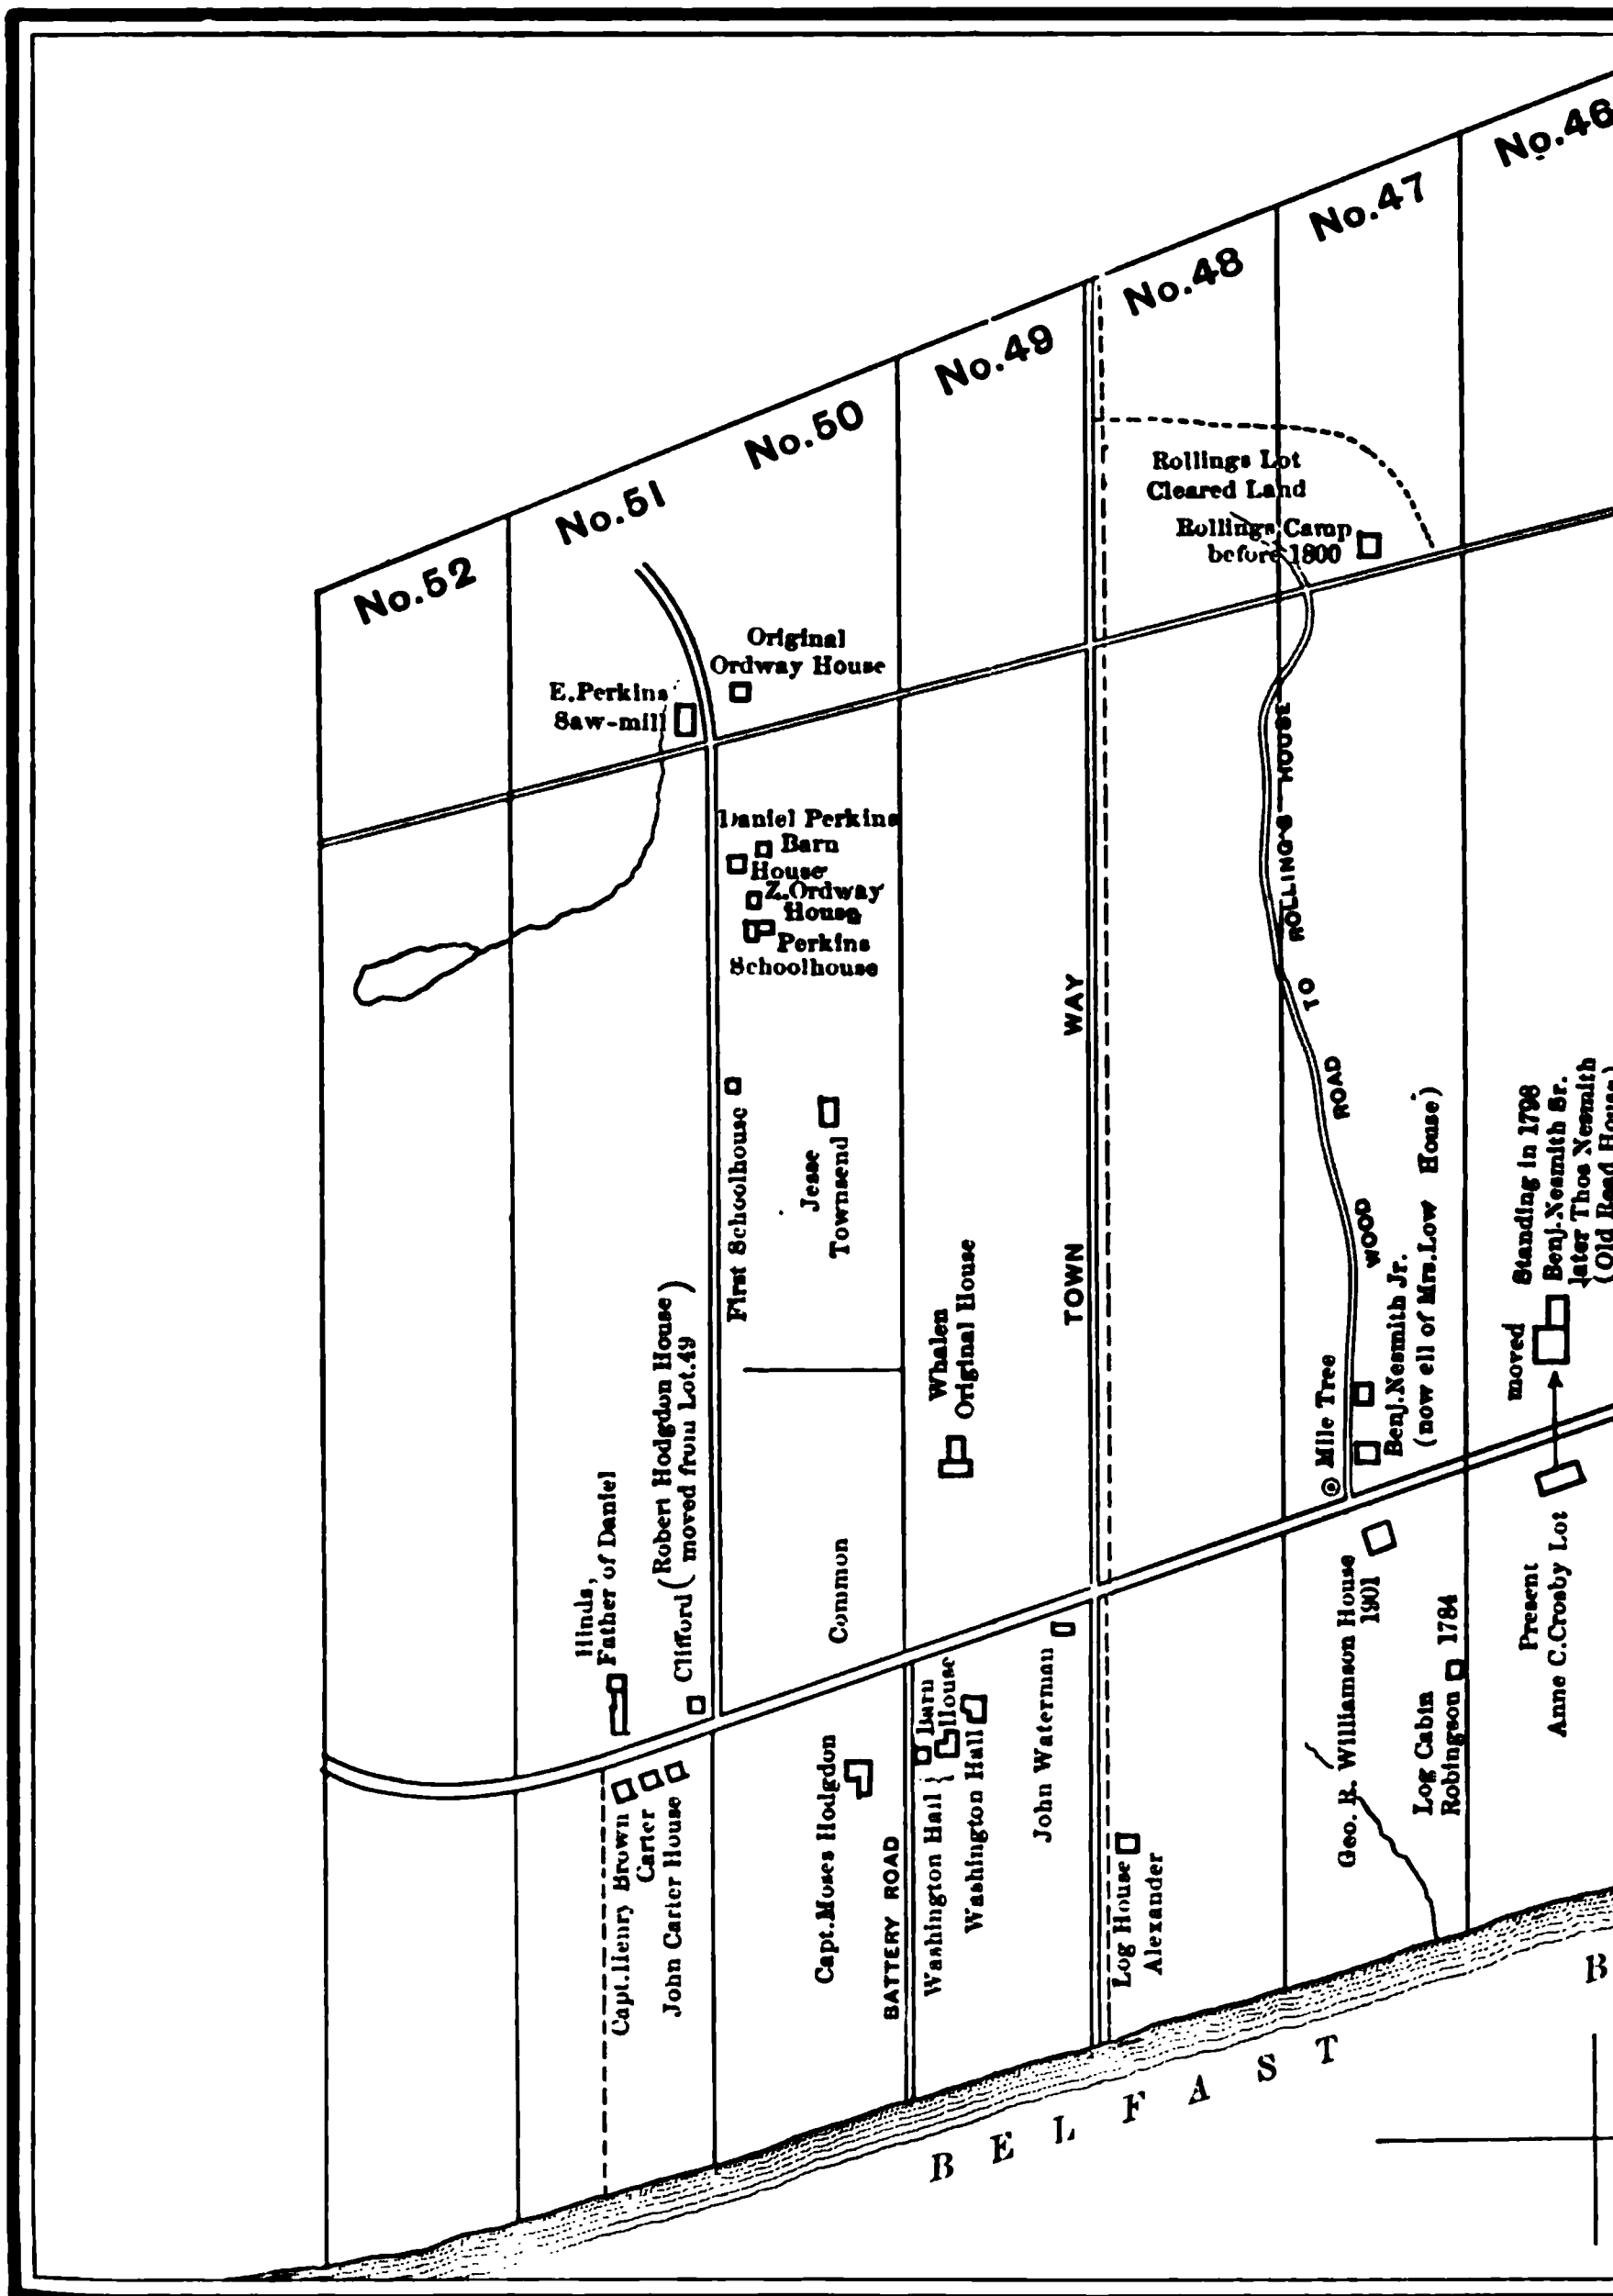 No.46
No.47
No.48
No.49
No.50
No.51
No.52
Rollings Lot
Cleared Land
Rollings Camp
before 1800
Original
Ordway House
E.Perkins
Saw-mill
Daniel Perkins
Barn
House
Z.Ordway
House
Perkins
Schoolhouse
First Schoolhouse
Jesse
Townsend
TOWN WAY
WOOD ROAD TO ROLLING'S HOUSE
Whalen
Original House
Mile Tree
Benj.Nesmith Jr.
(now ell of Mrs.Low House)
moved
Standing in 1798
Benj.Nesmith Sr.
later Thos Nesmith
(Old Read House)
Hinds,
Father of Daniel
Clifford (Robert Hodgdon House)
(moved from Lot.49
Common
Capt.Henry Brown
Carter
John Carter House
Capt.Moses Hodgdon
BATTERY ROAD
Washington Hall { Barn
House
Washington Hall
John Waterman
Log House
Alexander
Geo. R. Williamson House
1901
Log Cabin
Robingson 1784
Present
Anne C.Crosby Lot
BELFAST B